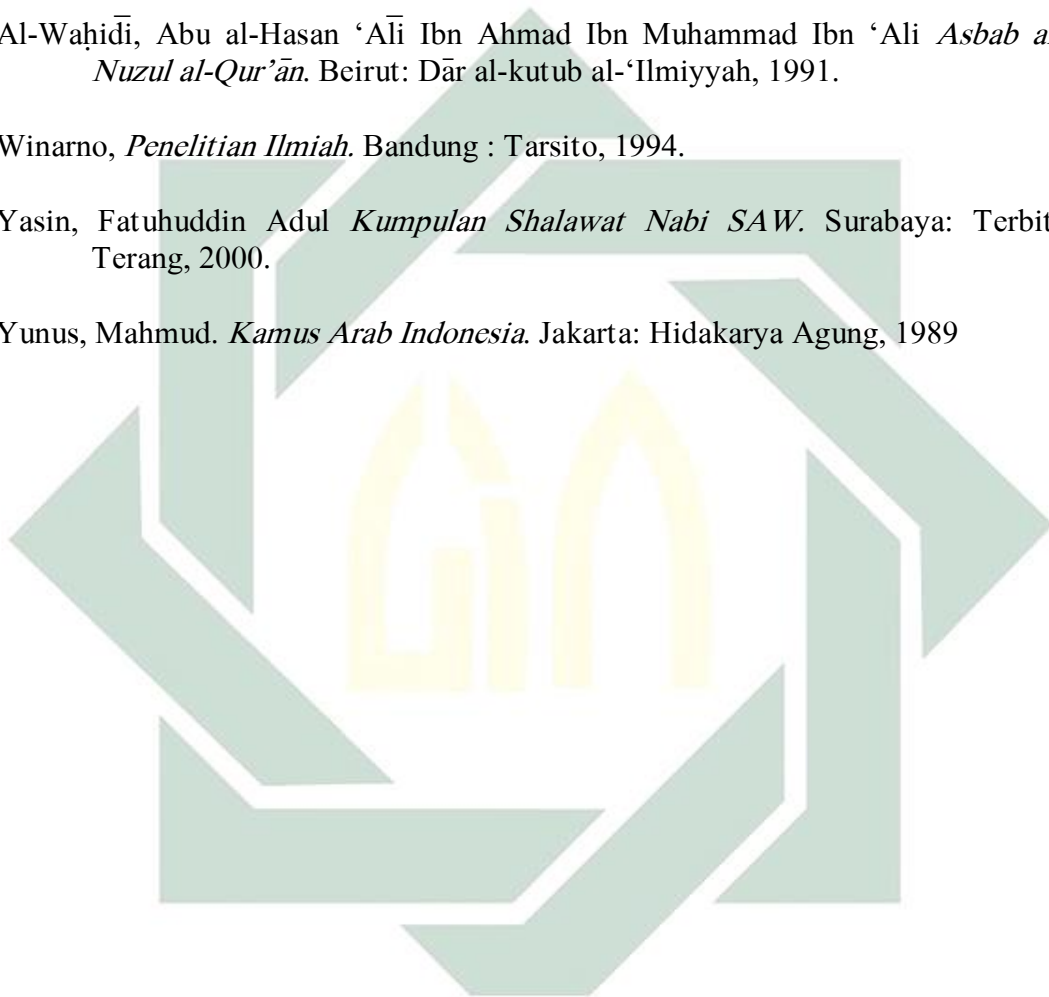 Al-Waḥidi̅, Abu al-Hasan ‘Ali̅ Ibn Ahmad Ibn Muhammad Ibn ‘Ali Asbab al
Nuzul al-Qur’a̅n. Beirut: Da̅r al-kutub al-‘Ilmiyyah, 1991.
Winarno, Penelitian Ilmiah. Bandung : Tarsito, 1994.
Yasin, Fatuhuddin Adul Kumpulan Shalawat Nabi SAW. Surabaya: Terbit
Terang, 2000.
Yunus, Mahmud. Kamus Arab Indonesia. Jakarta: Hidakarya Agung, 1989